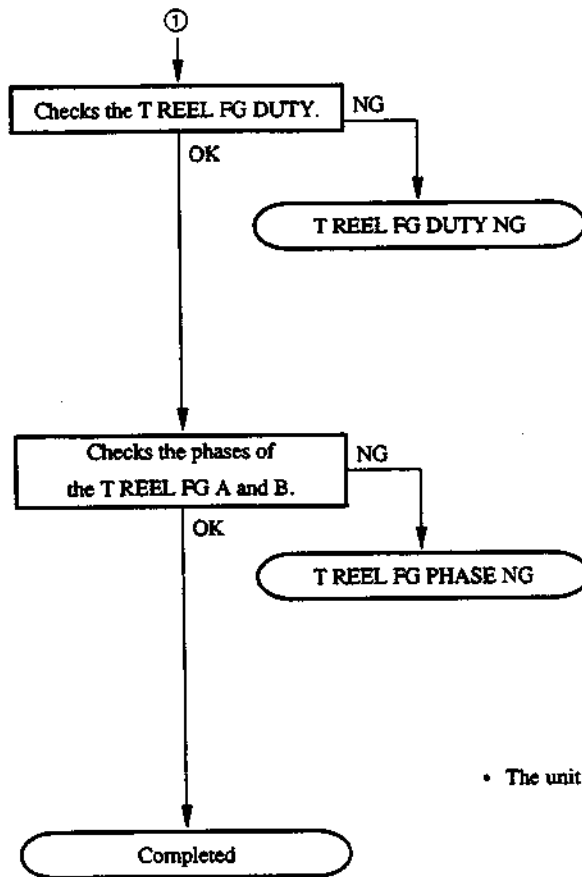 ①
Checks the T REEL FG DUTY.
NG
OK
T REEL FG DUTY NG
Checks the phases of
the T REEL FG A and B.
NG
OK
T REEL FG PHASE NG
• The unit
Completed